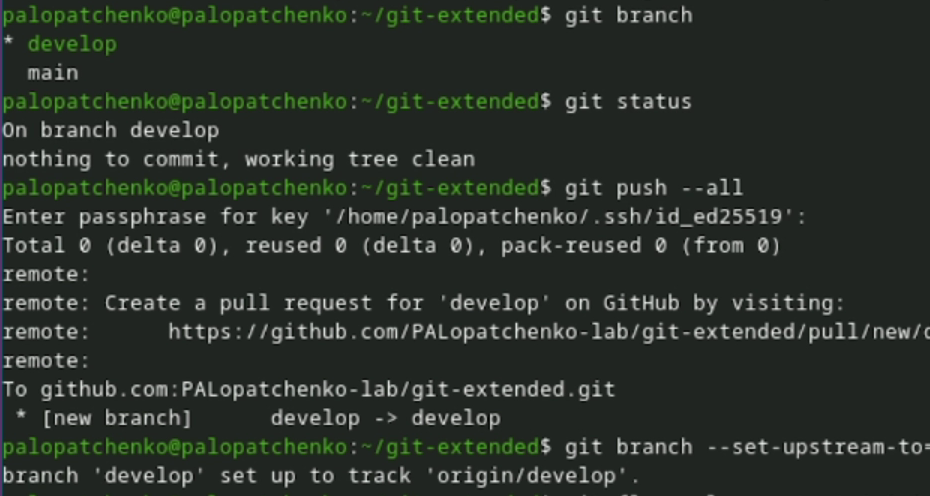 palopatchenko@palopatchenko:~/git-extended$ git branch
* develop
  main
palopatchenko@palopatchenko:~/git-extended$ git status
On branch develop
nothing to commit, working tree clean
palopatchenko@palopatchenko:~/git-extended$ git push --all
Enter passphrase for key '/home/palopatchenko/.ssh/id_ed25519':
Total 0 (delta 0), reused 0 (delta 0), pack-reused 0 (from 0)
remote:
remote: Create a pull request for 'develop' on GitHub by visiting:
remote:      https://github.com/PALopatchenko-lab/git-extended/pull/new/
remote:
To github.com:PALopatchenko-lab/git-extended.git
 * [new branch]      develop -> develop
palopatchenko@palopatchenko:~/git-extended$ git branch --set-upstream-to=
branch 'develop' set up to track 'origin/develop'.